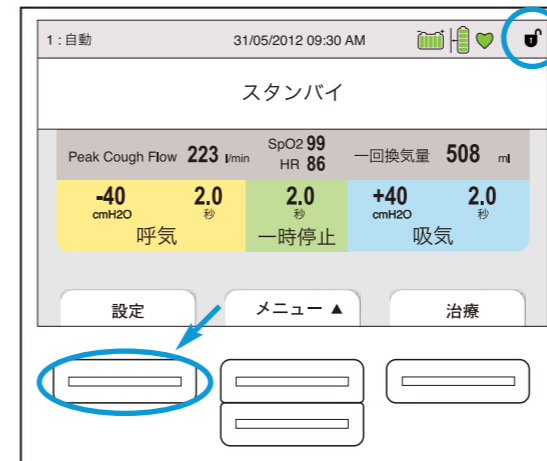 1 : 自動 31/05/2012 09:30 AM
スタンバイ
Peak Cough Flow 223 l/min SpO2 99 HR 86 一回換気量 508 ml
-40 cmH2O 2.0 秒 2.0 秒 +40 cmH2O 2.0 秒
呼気 一時停止 吸気
設定 メニュー ▲ 治療